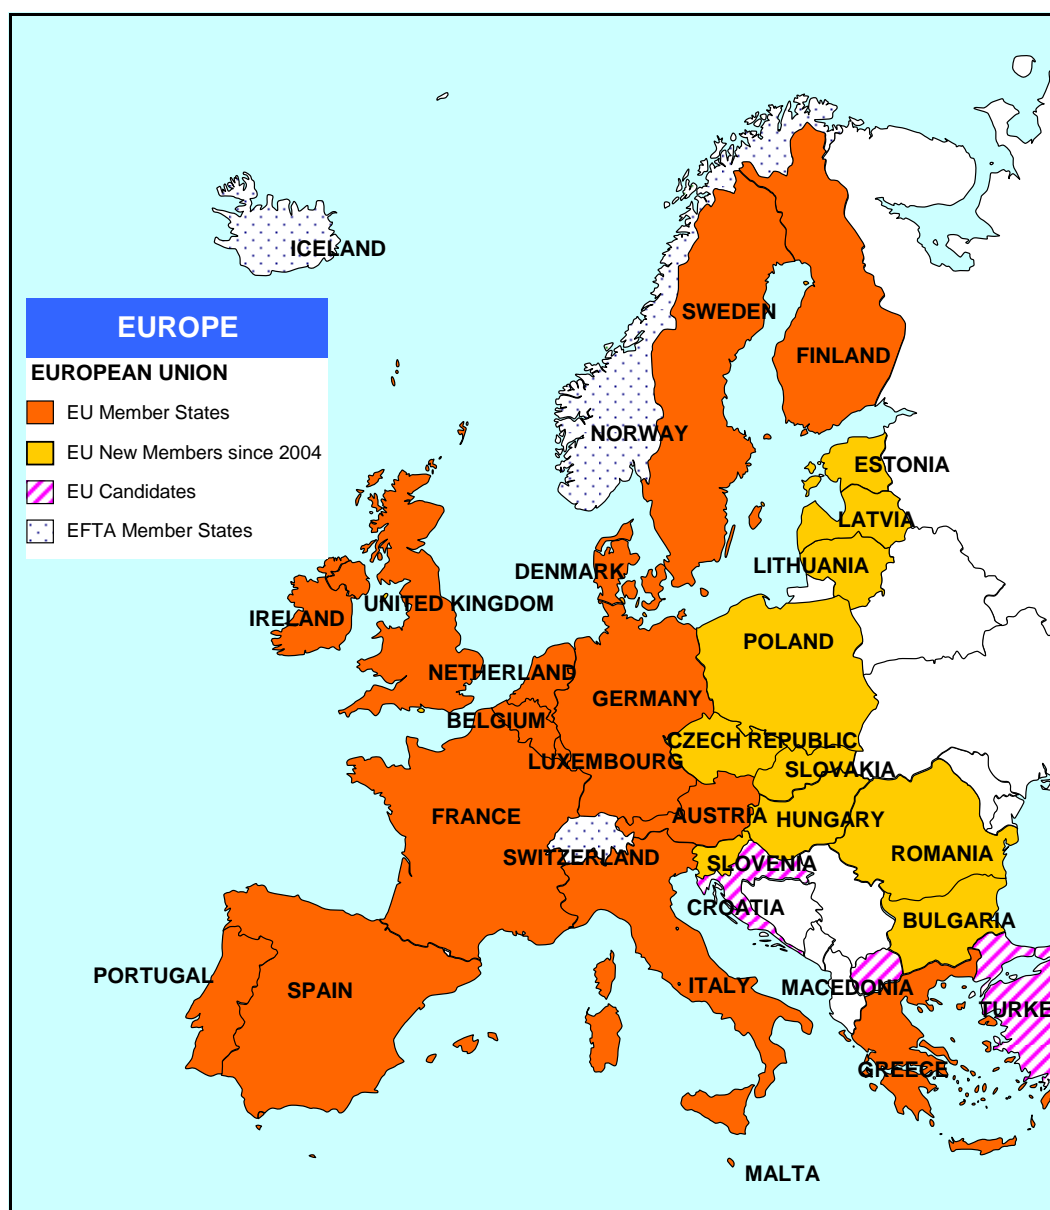 ICELAND
EUROPE
EUROPEAN UNION
EU Member States
EU New Members since 2004
EU Candidates
EFTA Member States
SWEDEN
FINLAND
NORWAY
ESTONIA
LATVIA
LITHUANIA
DENMARK
UNITED KINGDOM
IRELAND
POLAND
NETHERLAND
GERMANY
BELGIUM
CZECH REPUBLIC
LUXEMBOURG
SLOVAKIA
FRANCE
AUSTRIA
HUNGARY
SWITZERLAND
SLOVENIA
ROMANIA
CROATIA
BULGARIA
PORTUGAL
SPAIN
ITALY
MACEDONIA
TURKE
GREECE
MALTA